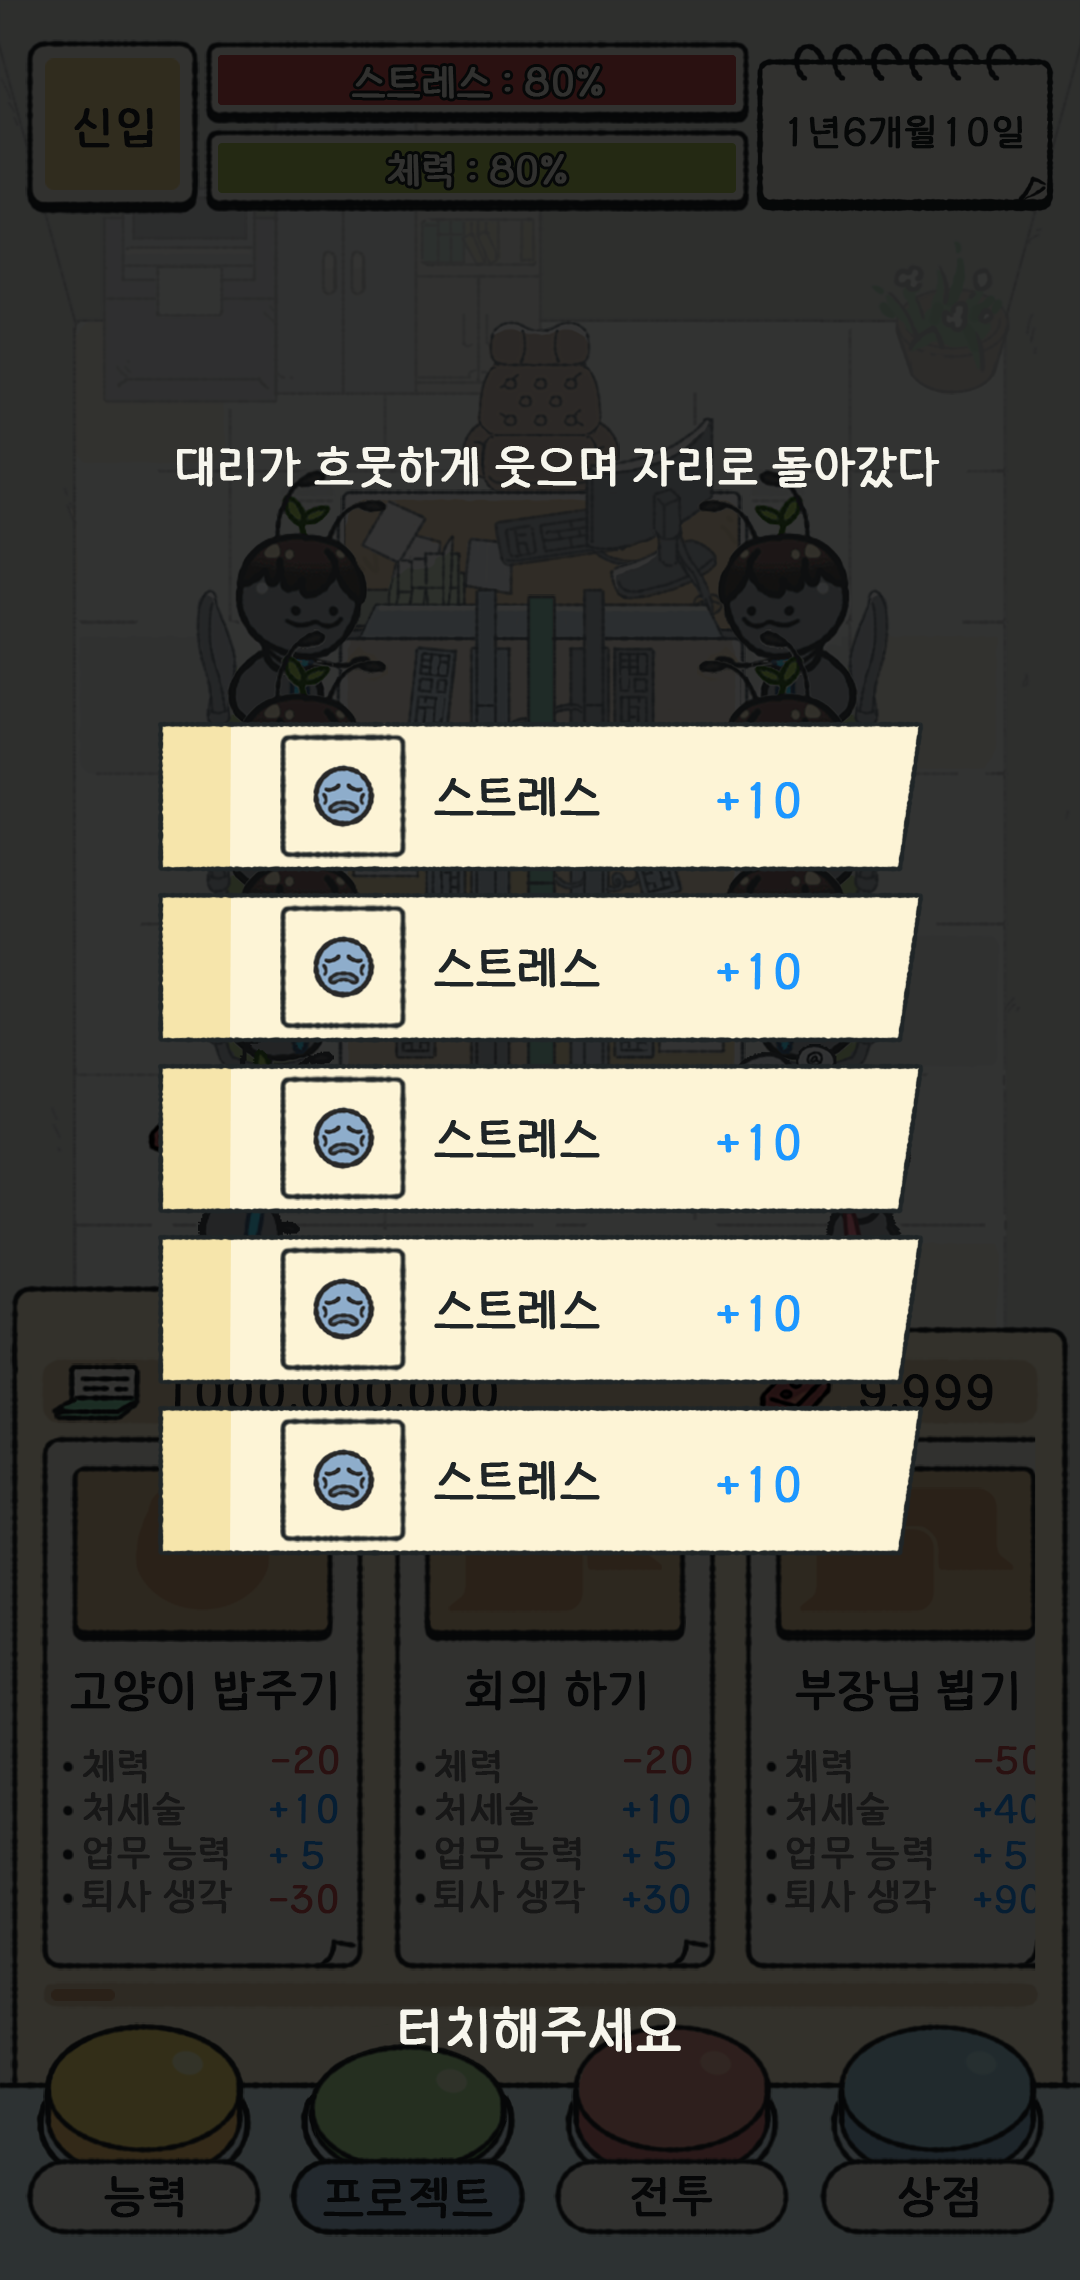 신입
스트레스 : 80%
체력 : 80%
1년6개월10일
대리가 흐뭇하게 웃으며 자리로 돌아갔다
스트레스 +10
스트레스 +10
스트레스 +10
스트레스 +10
1000,000,000 9,999
스트레스 +10
고양이 밥주기 회의 하기 부장님 뵙기
•체력 -20 •체력 -20 •체력 -50
•처세술 +10 •처세술 +10 •처세술 +40
•업무 능력 + 5 •업무 능력 + 5 •업무 능력 + 5
•퇴사 생각 -30 •퇴사 생각 +30 •퇴사 생각 +90
터치해주세요
능력 프로젝트 전투 상점